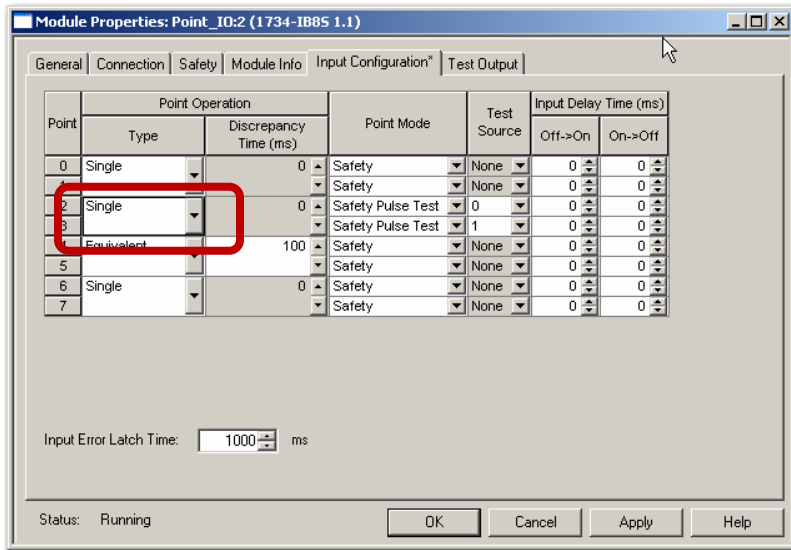 Module Properties: Point_IO:2 (1734-IB8S 1.1)
General Connection Safety Module Info Input Configuration* Test Output
Point Point Operation Point Mode Test Source Input Delay Time (ms)
Type Discrepancy Time (ms) Off->On On->Off
0 Single 0 Safety None 0 0
1 Safety None 0 0
2 Single 0 Safety Pulse Test 0 0 0
3 Safety Pulse Test 1 0 0
4 Equivalent 100 Safety None 0 0
5 Safety None 0 0
6 Single 0 Safety None 0 0
7 Safety None 0 0
Input Error Latch Time: 1000 ms
Status: Running OK Cancel Apply Help